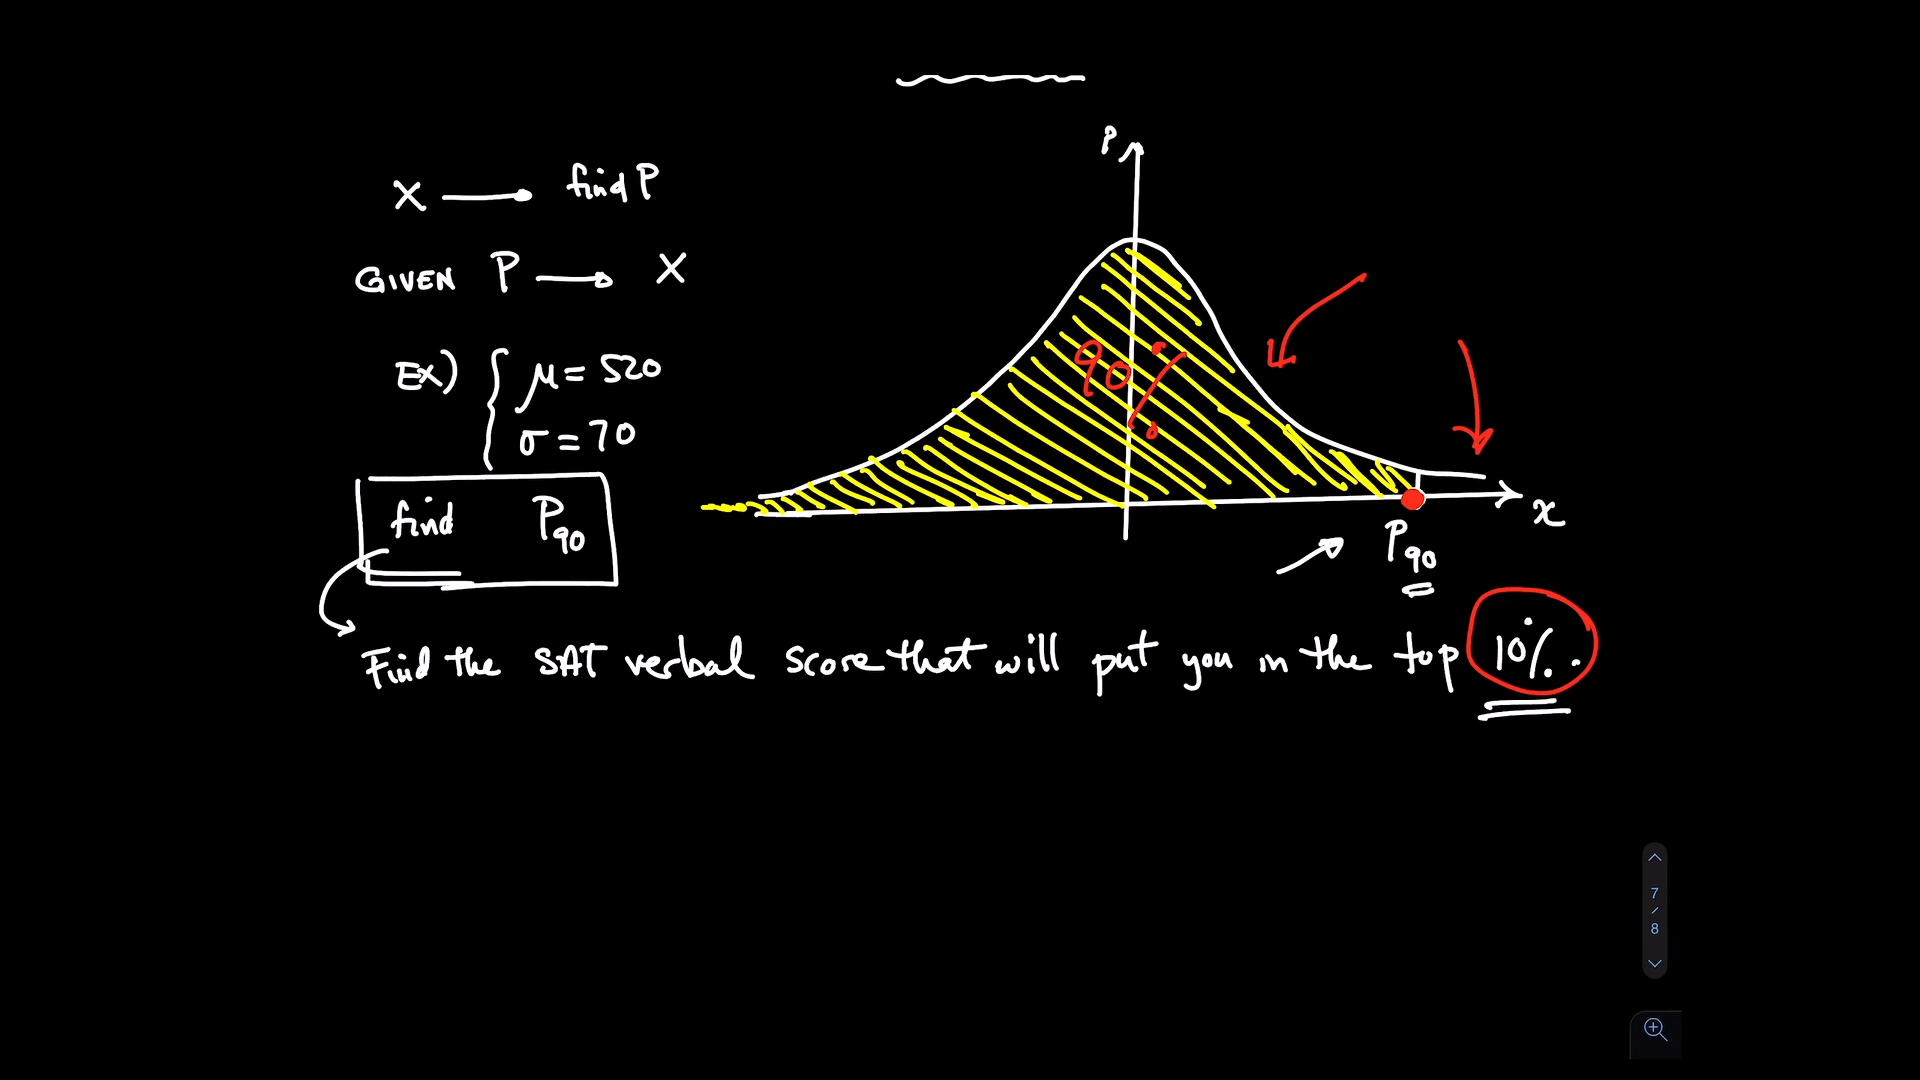 X → find P
GIVEN P → X
EX) { μ = 520
σ = 70
find P90
P
90%
x
P90
Find the SAT verbal score that will put you in the top 10%.
7
/
8